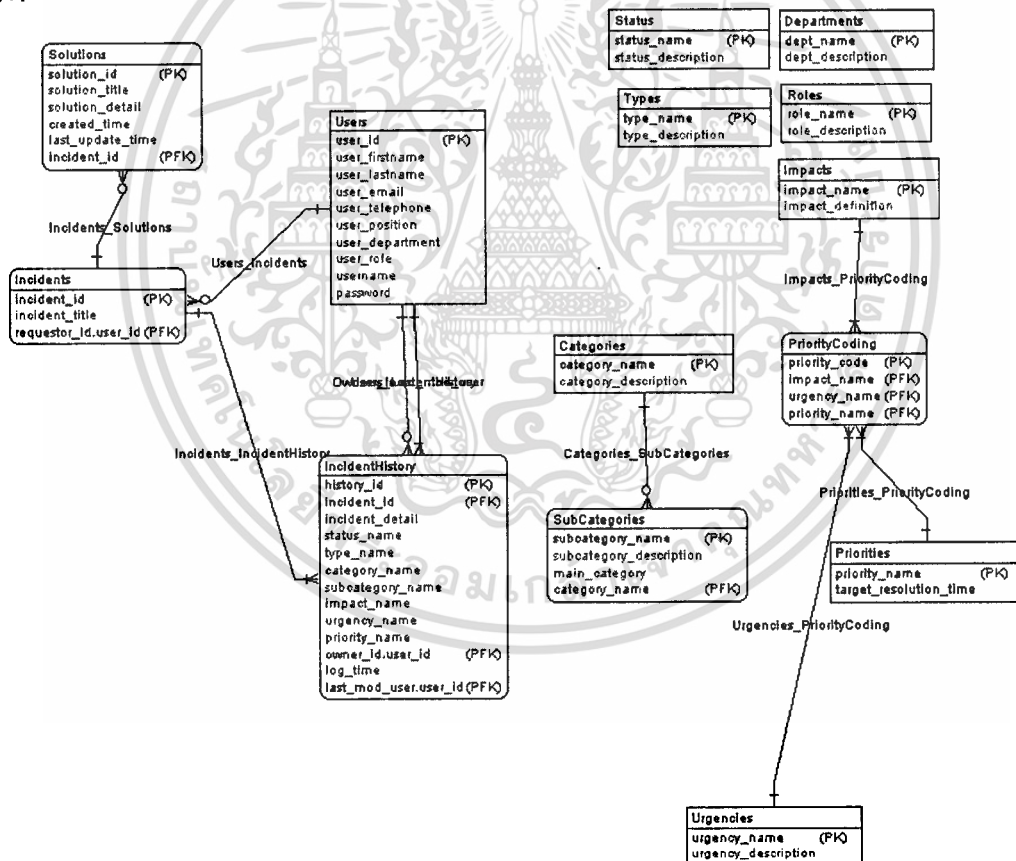 Status
status_name (PK)
status_description
Departments
dept_name (PK)
dept_description
Solutions
solution_id (PK)
solution_title
solution_detail
created_time
last_update_time
incident_id (PFK)
Types
type_name (PK)
type_description
Roles
role_name (PK)
role_description
Users
user_id (PK)
user_firstname
user_lastname
user_email
user_telephone
user_position
user_department
user_role
username
password
Impacts
impact_name (PK)
impact_definition
Incidents_Solutions
Users_Incidents
Impacts_PriorityCoding
Incidents
incident_id (PK)
incident_title
requestor_id.user_id (PFK)
Categories
category_name (PK)
category_description
PriorityCoding
priority_code (PK)
impact_name (PFK)
urgency_name (PFK)
priority_name (PFK)
Incidents_IncidentHistory
Categories_SubCategories
IncidentHistory
history_id (PK)
incident_id (PFK)
incident_detail
status_name
type_name
category_name
subcategory_name
impact_name
urgency_name
priority_name
owner_id.user_id (PFK)
log_time
last_mod_user.user_id (PFK)
Priorities_PriorityCoding
SubCategories
subcategory_name (PK)
subcategory_description
main_category
category_name (PFK)
Priorities
priority_name (PK)
target_resolution_time
Urgencies_PriorityCoding
Urgencies
urgency_name (PK)
urgency_description